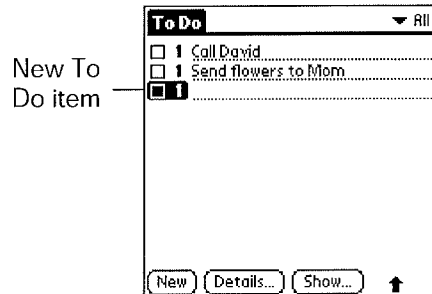 To Do
All
1 Call David
1 Send flowers to Mom
1
New To
Do item
New
Details...
Show...